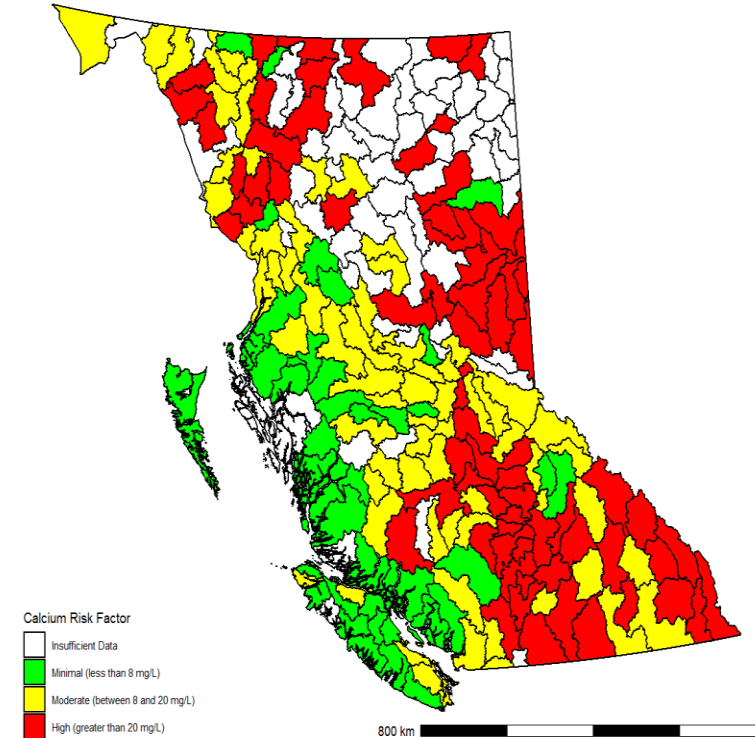 Calcium Risk Factor
Insufficient Data
Minimal (less than 8 mg/L)
Moderate (between 8 and 20 mg/L)
High (greater than 20 mg/L)
800 km